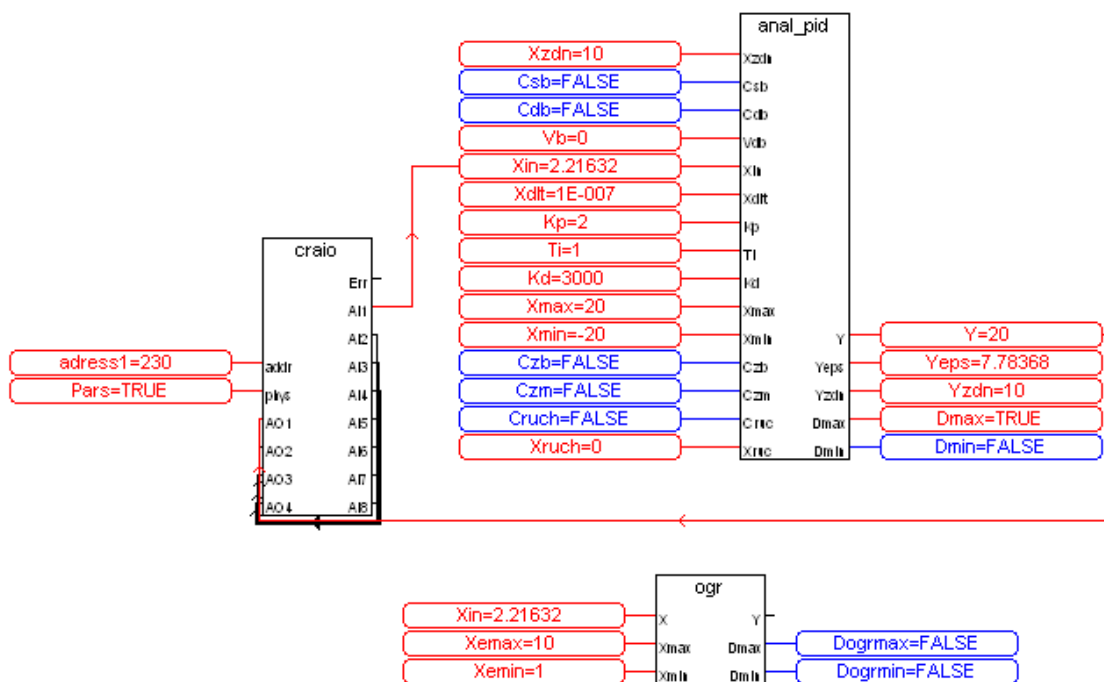 anal_pid
Xzdn=10
Xzdn
Csb=FALSE
Csb
Cdb=FALSE
Cdb
Vb=0
Vdb
Xin=2.21632
Xin
Xdtt=1E-007
Xdtt
Kp=2
Kp
Ti=1
Ti
Kd=3000
Kd
Xmax=20
Xmax
Xmin=-20
Xmin
Y
Y=20
Czb=FALSE
Czb
Yeps
Yeps=7.78368
Czm=FALSE
Czm
Yzdn
Yzdn=10
Cruch=FALSE
Cruc
Dmax
Dmax=TRUE
Xruch=0
Xruc
Dmin
Dmin=FALSE
craio
Err
AI1
AI2
adress1=230
addr
AI3
Pars=TRUE
phys
AI4
AO1
AI5
AO2
AI6
AO3
AI7
AO4
AI8
ogr
Xin=2.21632
X
Y
Xemax=10
Xmax
Dmax
Dogrmax=FALSE
Xemin=1
Xmin
Dmin
Dogrmin=FALSE